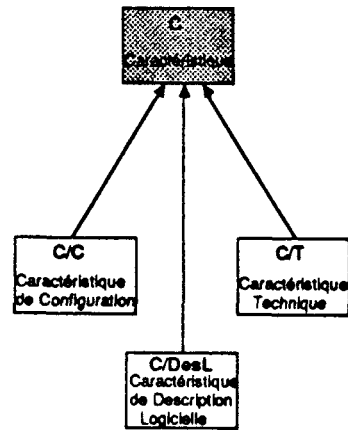 C
Caractéristique
C/C
Caractéristique
de Configuration
C/T
Caractéristique
Technique
C/DesL
Caractéristique
de Description
Logicielle